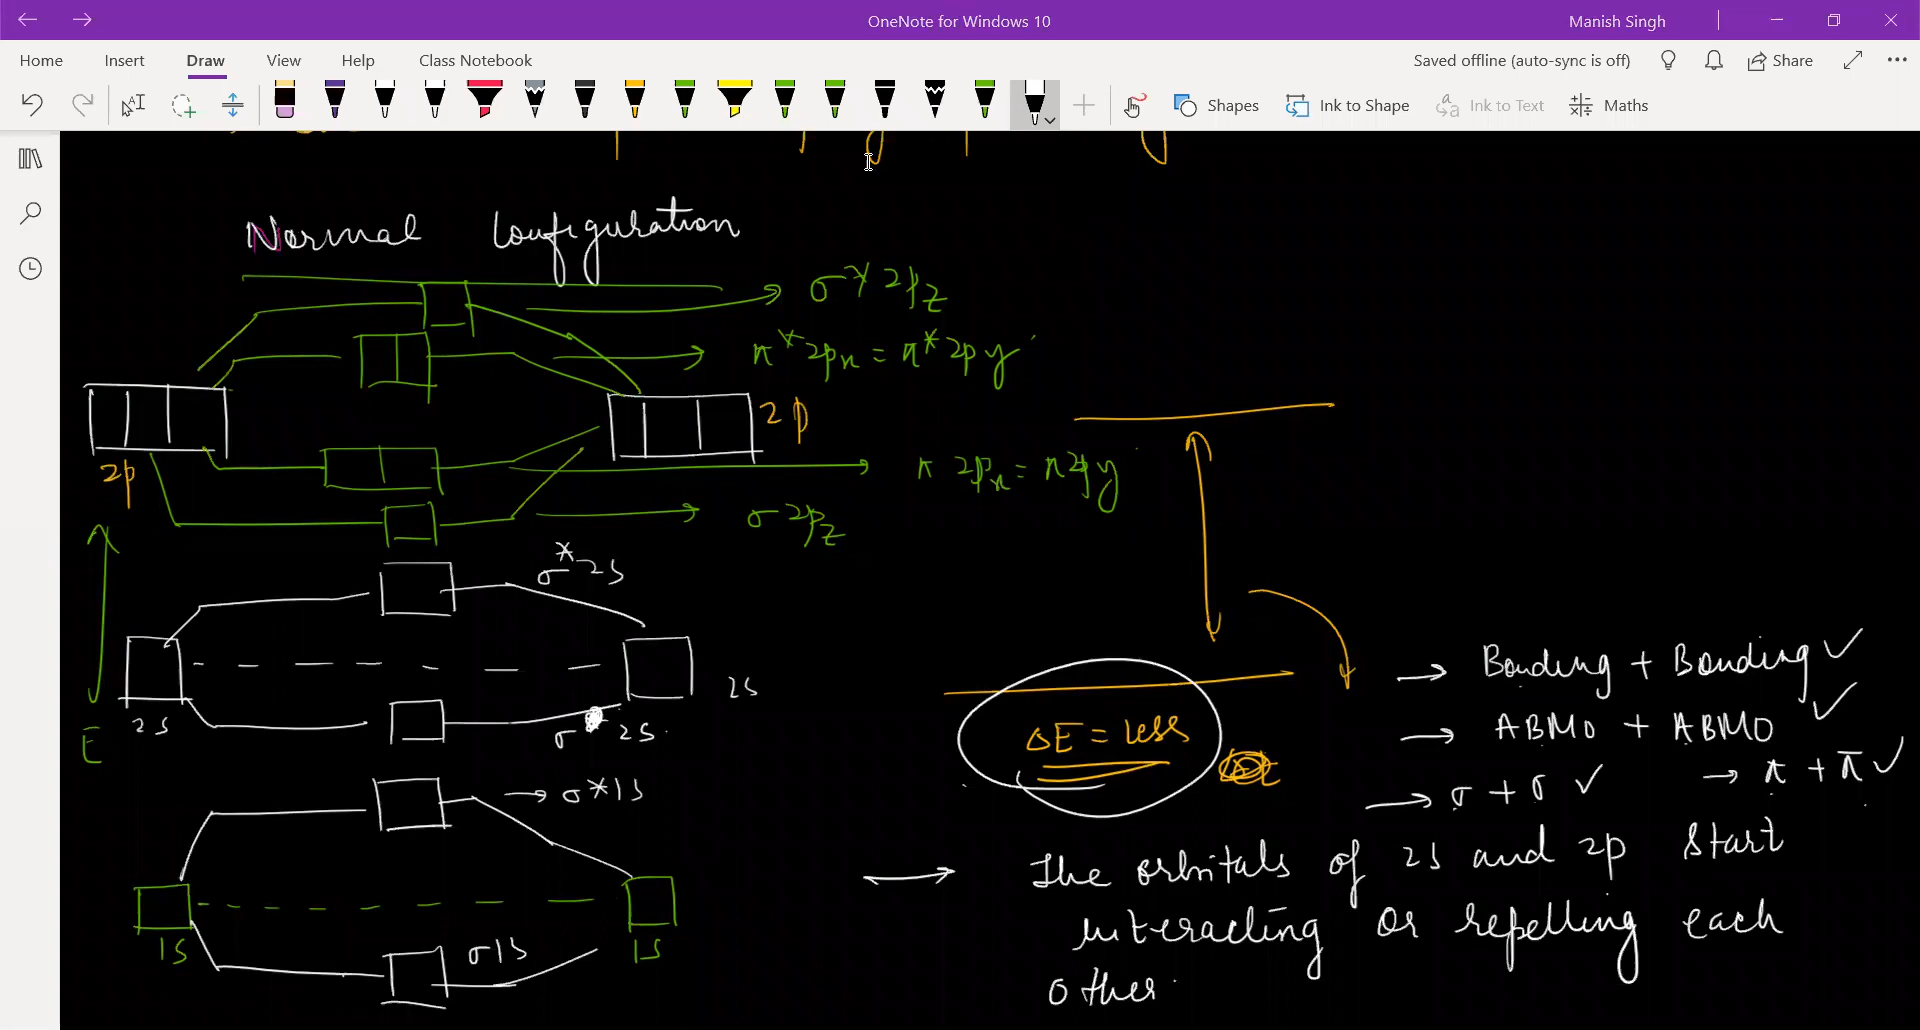 OneNote for Windows 10
Manish Singh
Home Insert Draw View Help Class Notebook
Saved offline (auto-sync is off) Share
Shapes Ink to Shape Ink to Text Maths
Normal Configuration
σ* 2pz
π* 2px = π* 2py
2p
2p
π 2px = π 2py
σ 2pz
σ* 2s
2s
2s
σ 2s
E
σ*1s
1s
σ1s
1s
ΔE = less
→ Bonding + Bonding ✓
→ ABMO + ABMO ✓
→ σ + σ ✓ → π + π ✓
→ The orbitals of 2s and 2p start
interacting or repelling each
other.